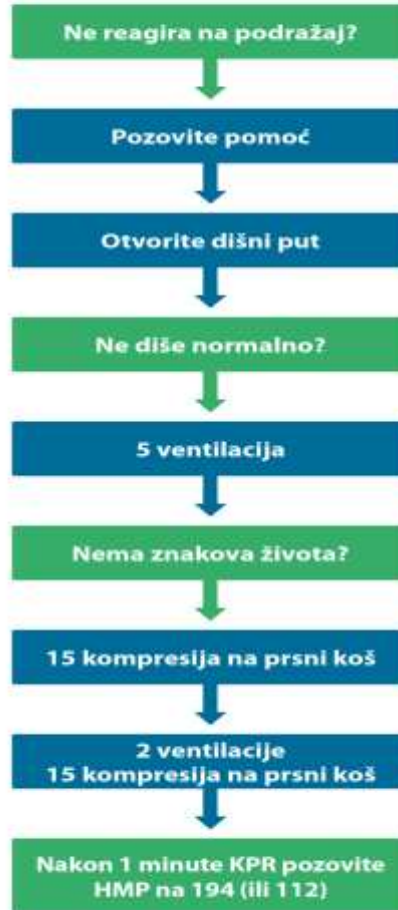 Ne reagira na podražaj?
Pozovite pomoć
Otvorite dišni put
Ne diše normalno?
5 ventilacija
Nema znakova života?
15 kompresija na prsni koš
2 ventilacije
15 kompresija na prsni koš
Nakon 1 minute KPR pozovite
HMP na 194 (ili 112)